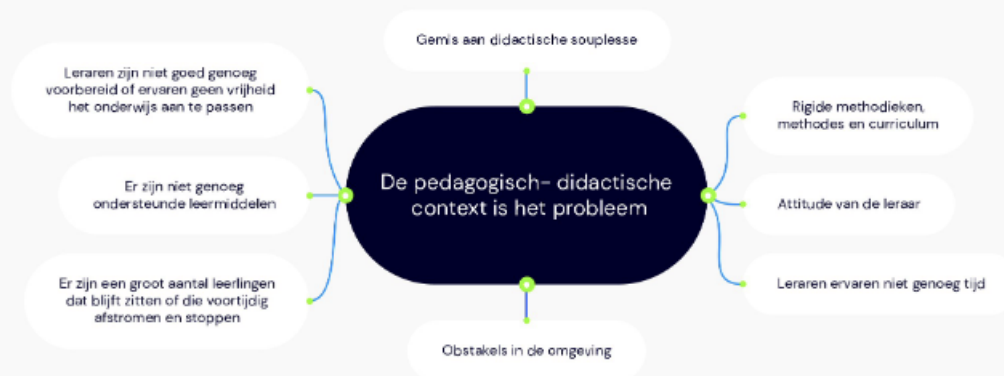 Gemis aan didactische souplesse
Leraren zijn niet goed genoeg
voorbereid of ervaren geen vrijheid
het onderwijs aan te passen
Rigide methodieken,
methodes en curriculum
De pedagogisch- didactische
context is het probleem
Er zijn niet genoeg
ondersteunde leermiddelen
Attitude van de leraar
Er zijn een groot aantal leerlingen
dat blijft zitten of die voortijdig
afstromen en stoppen
Leraren ervaren niet genoeg tijd
Obstakels in de omgeving